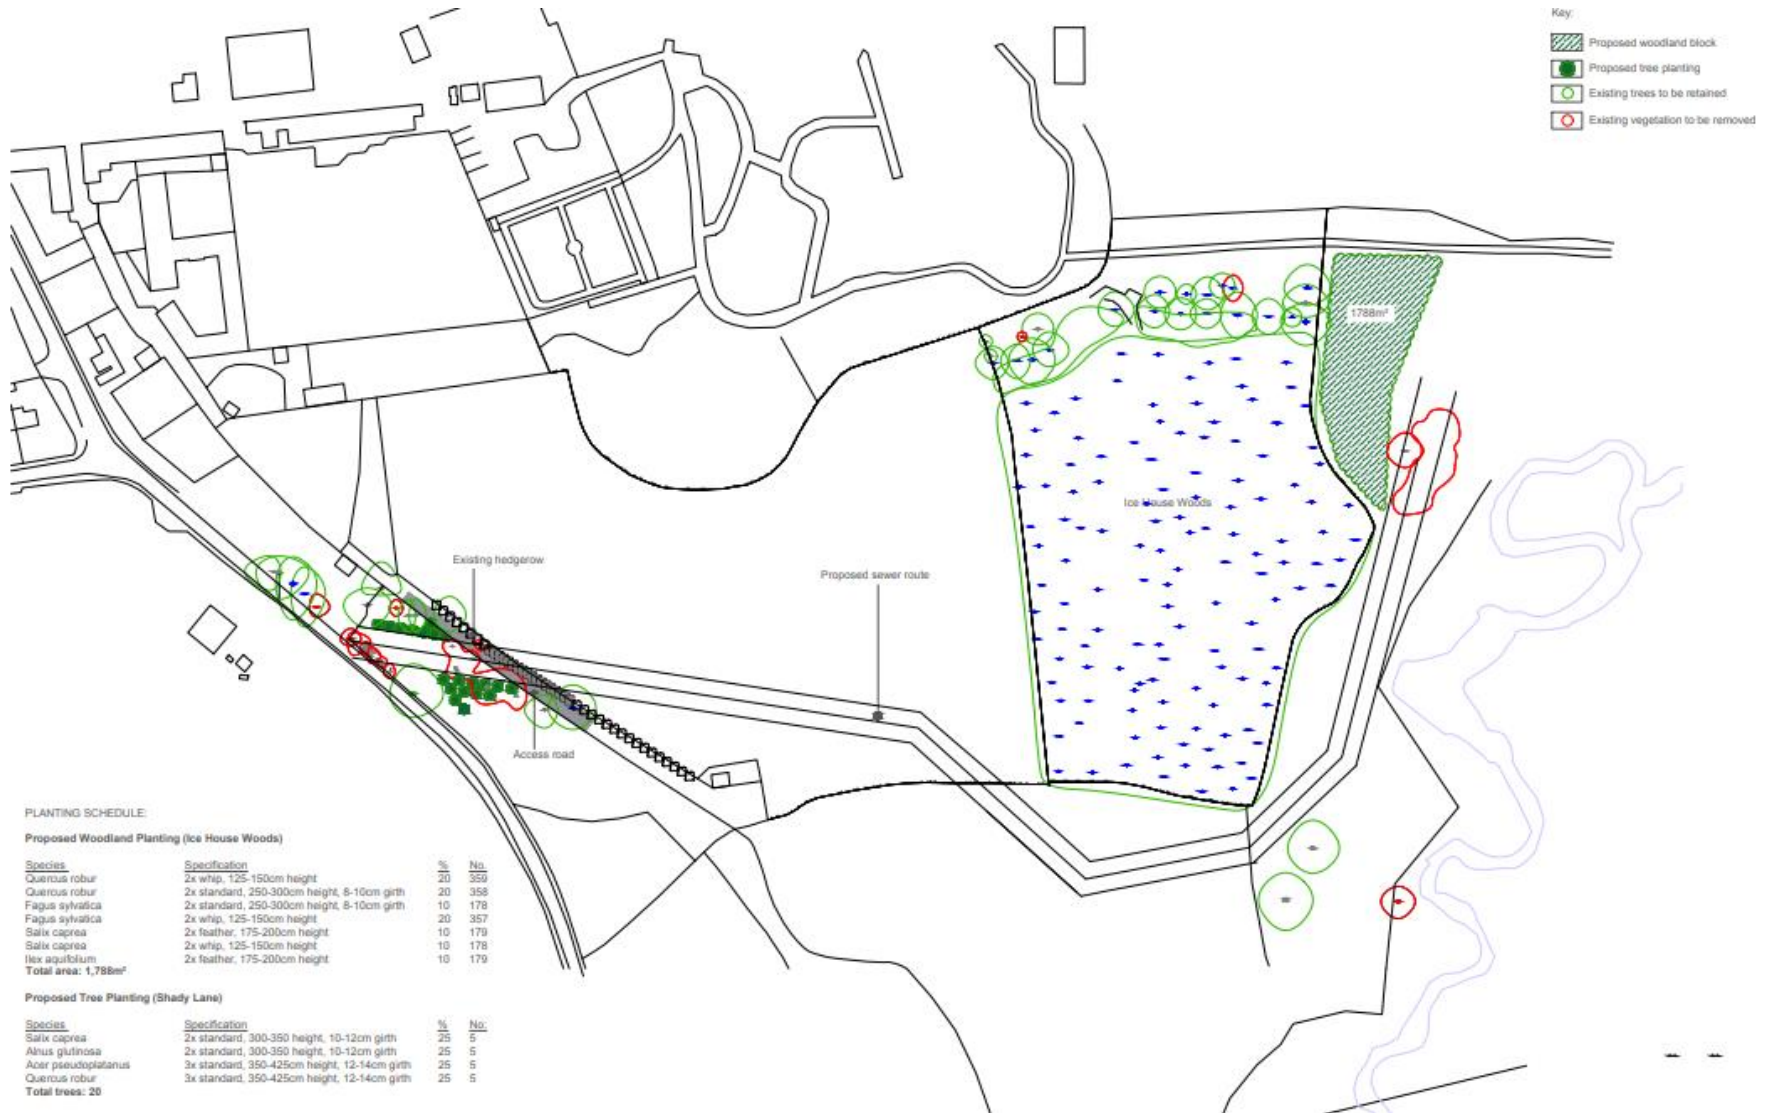 Key:
Proposed woodland block
Proposed tree planting
Existing trees to be retained
Existing vegetation to be removed
1788m²
Ice House Woods
Existing hedgerow
Proposed sewer route
Access road
PLANTING SCHEDULE:
Proposed Woodland Planting (Ice House Woods)
Species Specification % No.
Quercus robur 2x whip, 125-150cm height 20 359
Quercus robur 2x standard, 250-300cm height, 8-10cm girth 20 358
Fagus sylvatica 2x standard, 250-300cm height, 8-10cm girth 10 178
Fagus sylvatica 2x whip, 125-150cm height 20 357
Salix caprea 2x feather, 175-200cm height 10 179
Salix caprea 2x whip, 125-150cm height 10 178
Ilex aquifolium 2x feather, 175-200cm height 10 179
Total area: 1,788m²
Proposed Tree Planting (Shady Lane)
Species Specification % No:
Salix caprea 2x standard, 300-350 height, 10-12cm girth 25 5
Alnus glutinosa 2x standard, 300-350 height, 10-12cm girth 25 5
Acer pseudoplatanus 3x standard, 350-425cm height, 12-14cm girth 25 5
Quercus robur 3x standard, 350-425cm height, 12-14cm girth 25 5
Total trees: 20